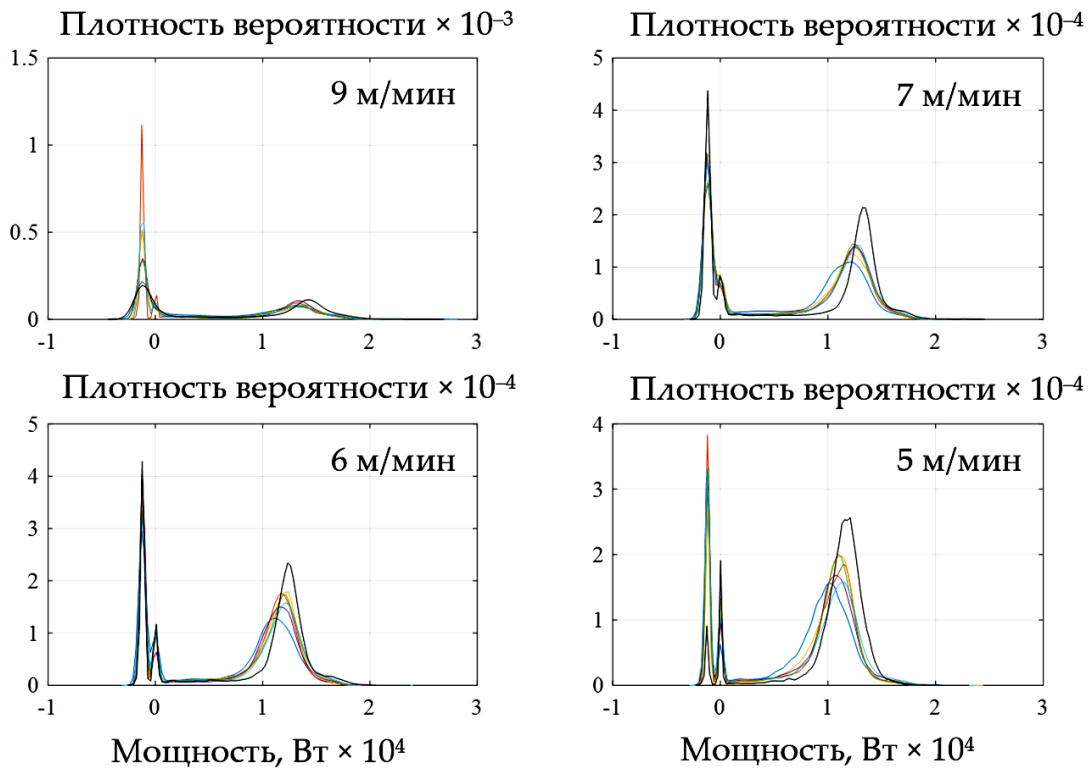 Плотность вероятности × 10⁻³
1.5
9 м/мин
1
0.5
0
-1 0 1 2 3
Плотность вероятности × 10⁻⁴
5
7 м/мин
4
3
2
1
0
-1 0 1 2 3
Плотность вероятности × 10⁻⁴
5
6 м/мин
4
3
2
1
0
-1 0 1 2 3
Мощность, Вт × 10⁴
Плотность вероятности × 10⁻⁴
4
5 м/мин
3
2
1
0
-1 0 1 2 3
Мощность, Вт × 10⁴